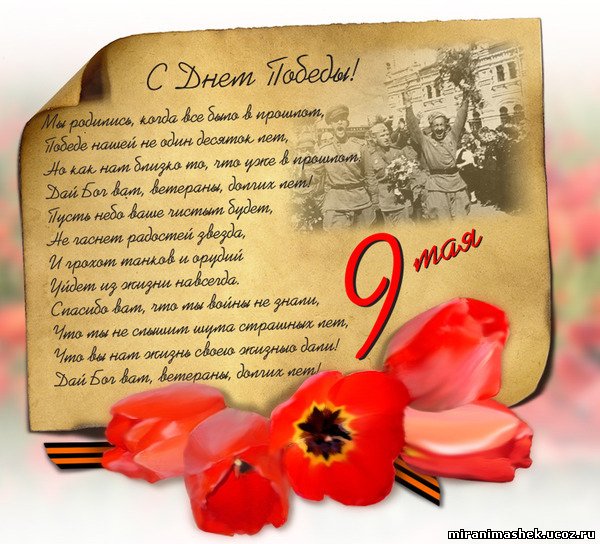 С Днем Победы!
Мы родились, когда все было в прошлом,
Победе нашей не один десяток лет,
Но как нам близко то, что уже в прошлом,
Дай Бог вам, ветераны, долгих лет!
Пусть небо ваше чистым будет,
Не гаснет радостей звезда,
И грохот танков и орудий
Уйдет из жизни навсегда.
Спасибо вам, что мы войны не знали,
Что мы не слышим шума страшных лет,
Что вы нам жизнь своею жизнью дали!
Дай Бог вам, ветераны, долгих лет!
9 мая
miranimashek.ucoz.ru